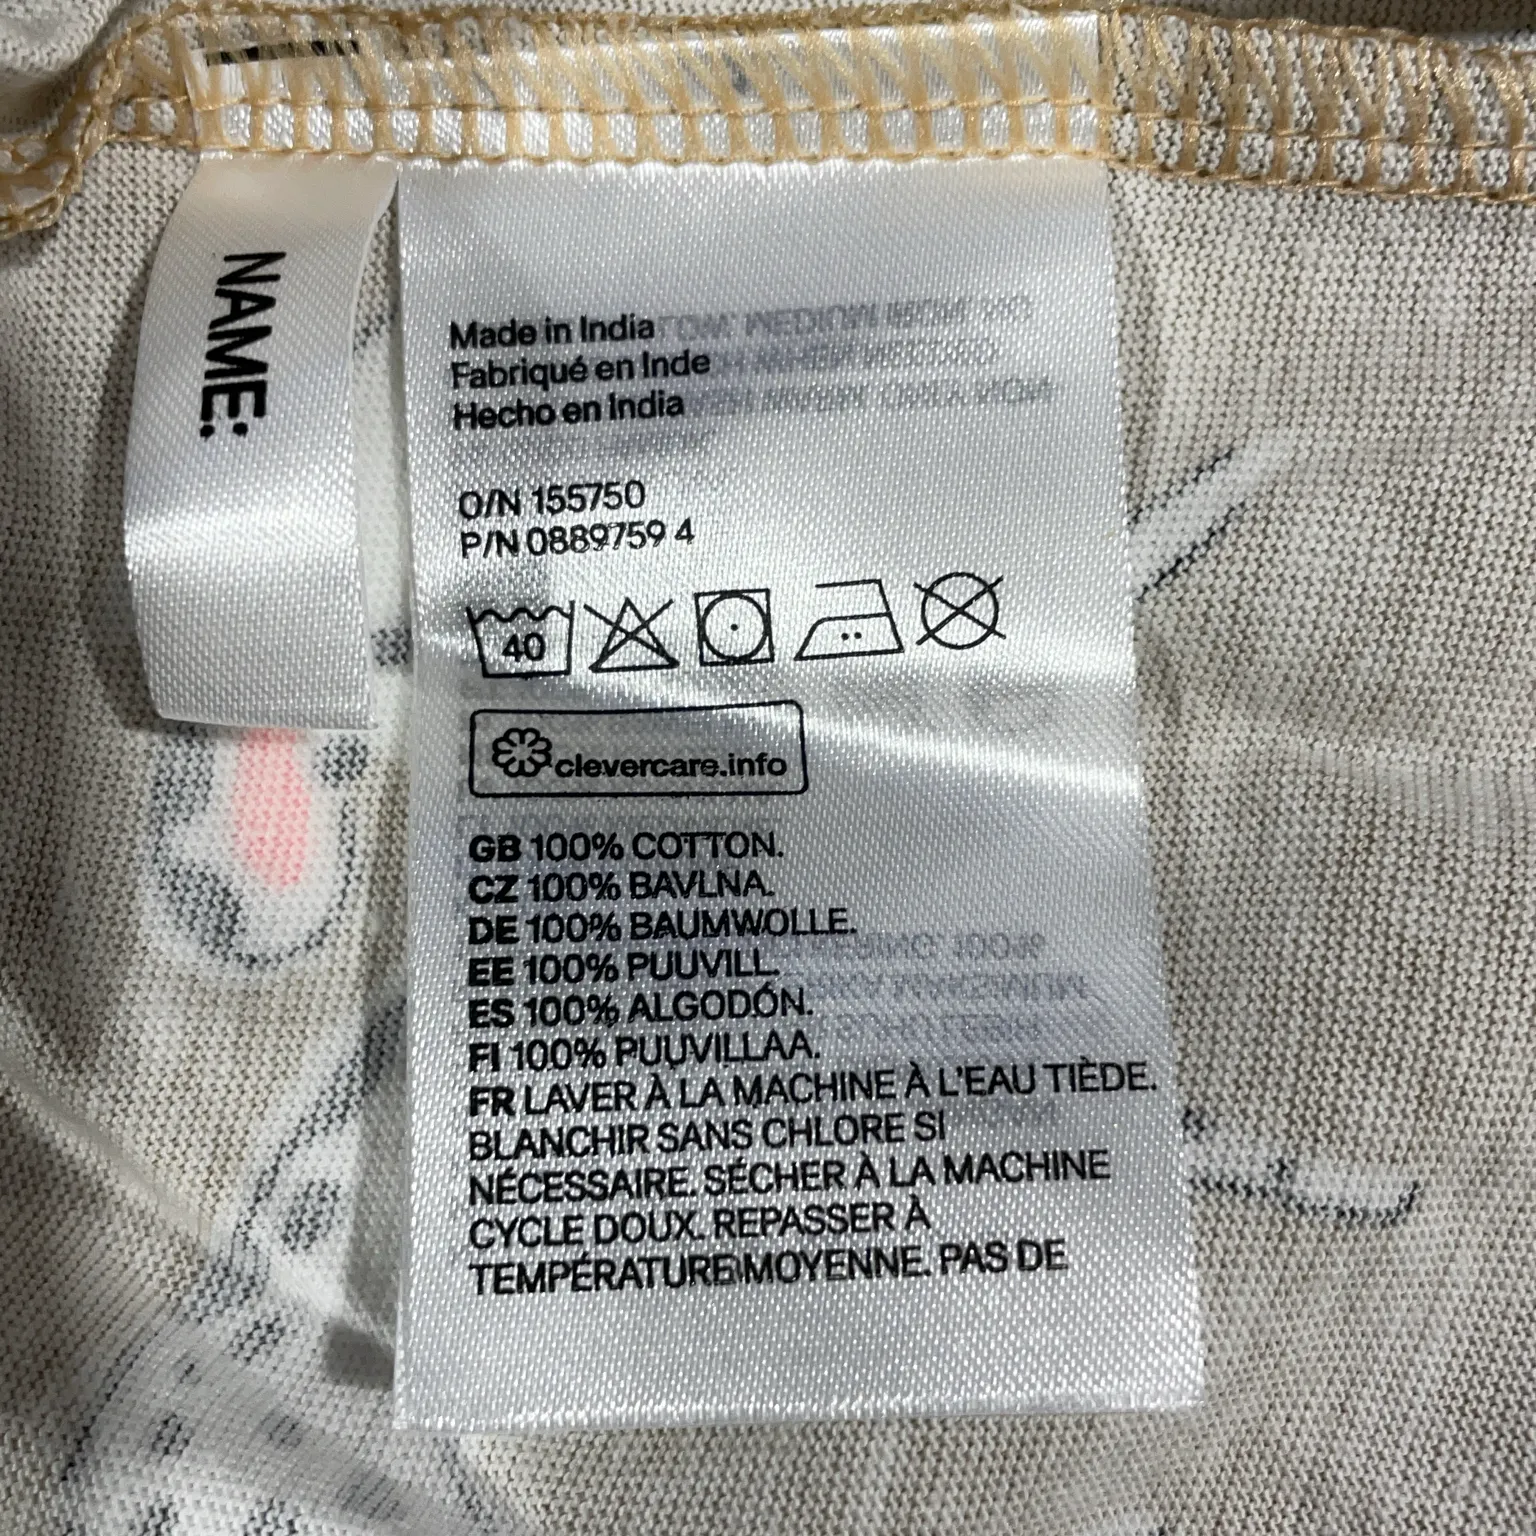 NAME:
Made in India
Fabriqué en Inde
Hecho en India
O/N 155750
P/N 0889759 4
40
clevercare.info
GB 100% COTTON.
CZ 100% BAVLNA.
DE 100% BAUMWOLLE.
EE 100% PUUVILL.
ES 100% ALGODÓN.
FI 100% PUUVILLAA.
FR LAVER À LA MACHINE À L'EAU TIÈDE.
BLANCHIR SANS CHLORE SI
NÉCESSAIRE. SÉCHER À LA MACHINE
CYCLE DOUX. REPASSER À
TEMPÉRATURE MOYENNE. PAS DE